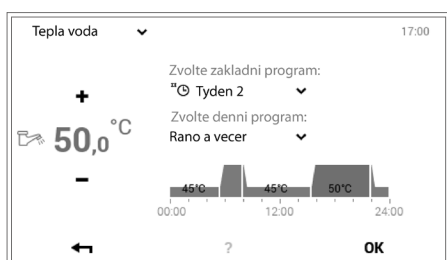 Tepla voda
17:00
Zvolte zakladni program:
Tyden 2
Zvolte denni program:
Rano a vecer
+
50,0°C
−
45°C 45°C 50°C
00:00 12:00 24:00
? OK